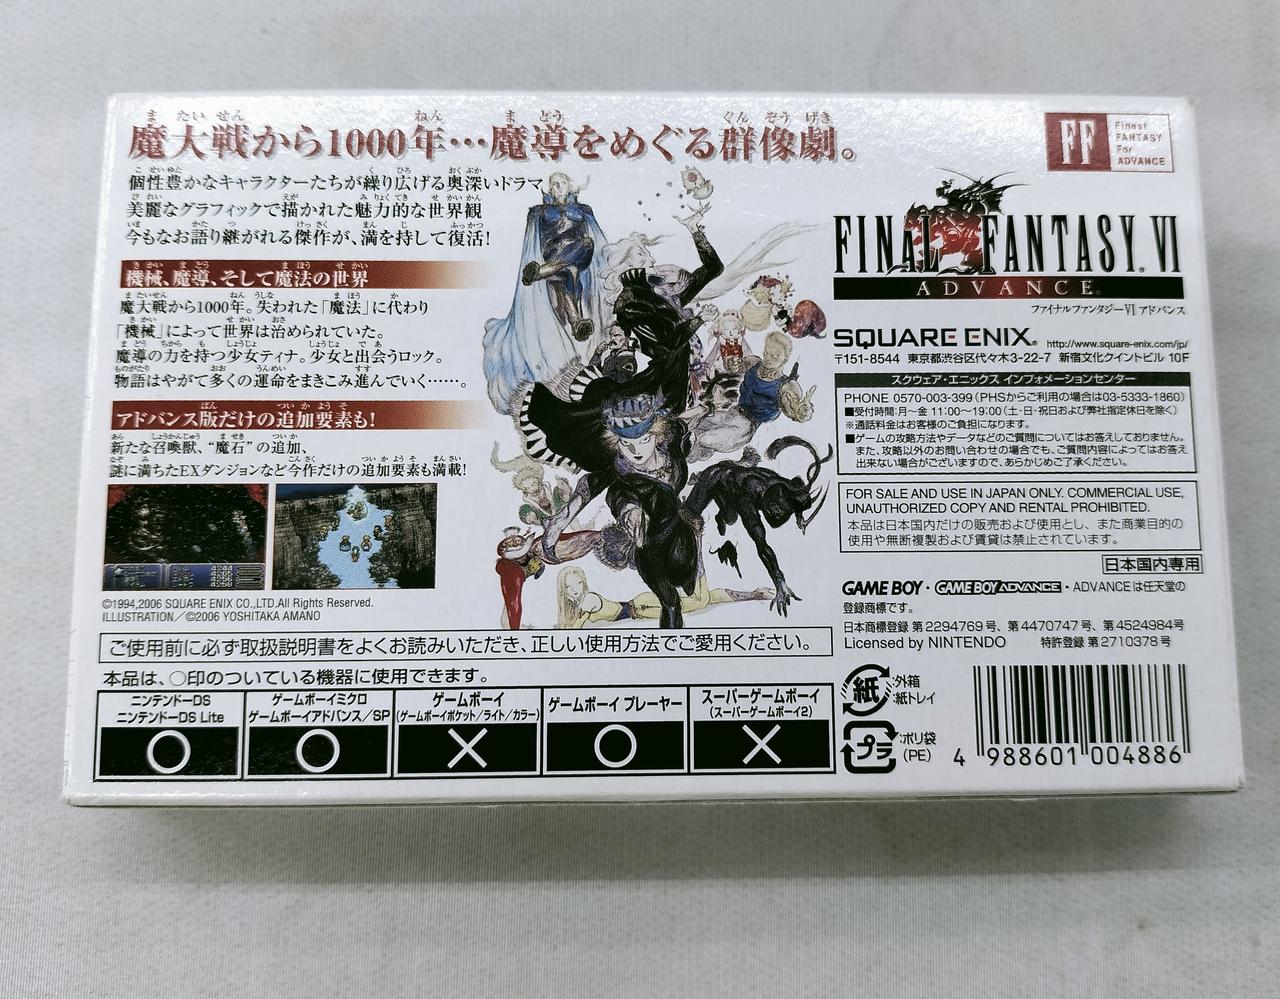 魔大戦から1000年…魔導をめぐる群像劇。
個性豊かなキャラクターたちが繰り広げる奥深いドラマ
美麗なグラフィックで描かれた魅力的な世界観
今もなお語り継がれる傑作が、満を持して復活!
機械、魔導、そして魔法の世界
魔大戦から1000年。失われた「魔法」に代わり
「機械」によって世界は治められていた。
魔導の力を持つ少女ティナ。少女と出会うロック。
物語はやがて多くの運命をまきこみ進んでいく……。
アドバンス版だけの追加要素も!
新たな召喚獣、“魔石”の追加、
謎に満ちたEXダンジョンなど今作だけの追加要素も満載!
©1994,2006 SQUARE ENIX CO.,LTD.All Rights Reserved.
ILLUSTRATION/©2006 YOSHITAKA AMANO
ご使用前に必ず取扱説明書をよくお読みいただき、正しい使用方法でご愛用ください。
本品は、○印のついている機器に使用できます。
ニンテンドーDS
ニンテンドーDS Lite
○
ゲームボーイミクロ
ゲームボーイアドバンス/SP
○
ゲームボーイ
(ゲームボーイポケット/ライト/カラー)
×
ゲームボーイ プレーヤー
○
スーパーゲームボーイ
(スーパーゲームボーイ2)
×
FF
Finest
FANTASY
For
ADVANCE
FINAL FANTASY VI
ADVANCE
ファイナルファンタジーVI アドバンス
SQUARE ENIX. http://www.square-enix.com/jp/
〒151-8544 東京都渋谷区代々木3-22-7 新宿文化クイントビル 10F
スクウェア・エニックス インフォメーションセンター
PHONE 0570-003-399(PHSからご利用の場合は03-5333-1860)
■受付時間:月~金 11:00~19:00(土・日・祝日および弊社指定休日を除く)
※通話料金はお客様のご負担になります。
■ゲームの攻略方法やデータなどのご質問についてはお答えしておりません。
また、攻略以外のお問い合わせの場合でも、ご質問内容によってはお答え
出来ない場合がございますので、あらかじめご了承ください。
FOR SALE AND USE IN JAPAN ONLY. COMMERCIAL USE,
UNAUTHORIZED COPY AND RENTAL PROHIBITED.
本品は日本国内だけの販売および使用とし、また商業目的の
使用や無断複製および賃貸は禁止されています。
日本国内専用
GAME BOY・GAME BOY ADVANCE・ADVANCEは任天堂の
登録商標です。
日本商標登録 第2294769号、第4470747号、第4524984号
Licensed by NINTENDO 特許登録 第2710378号
紙 :外箱
:紙トレイ
プラ :ポリ袋
(PE)
4 988601 004886